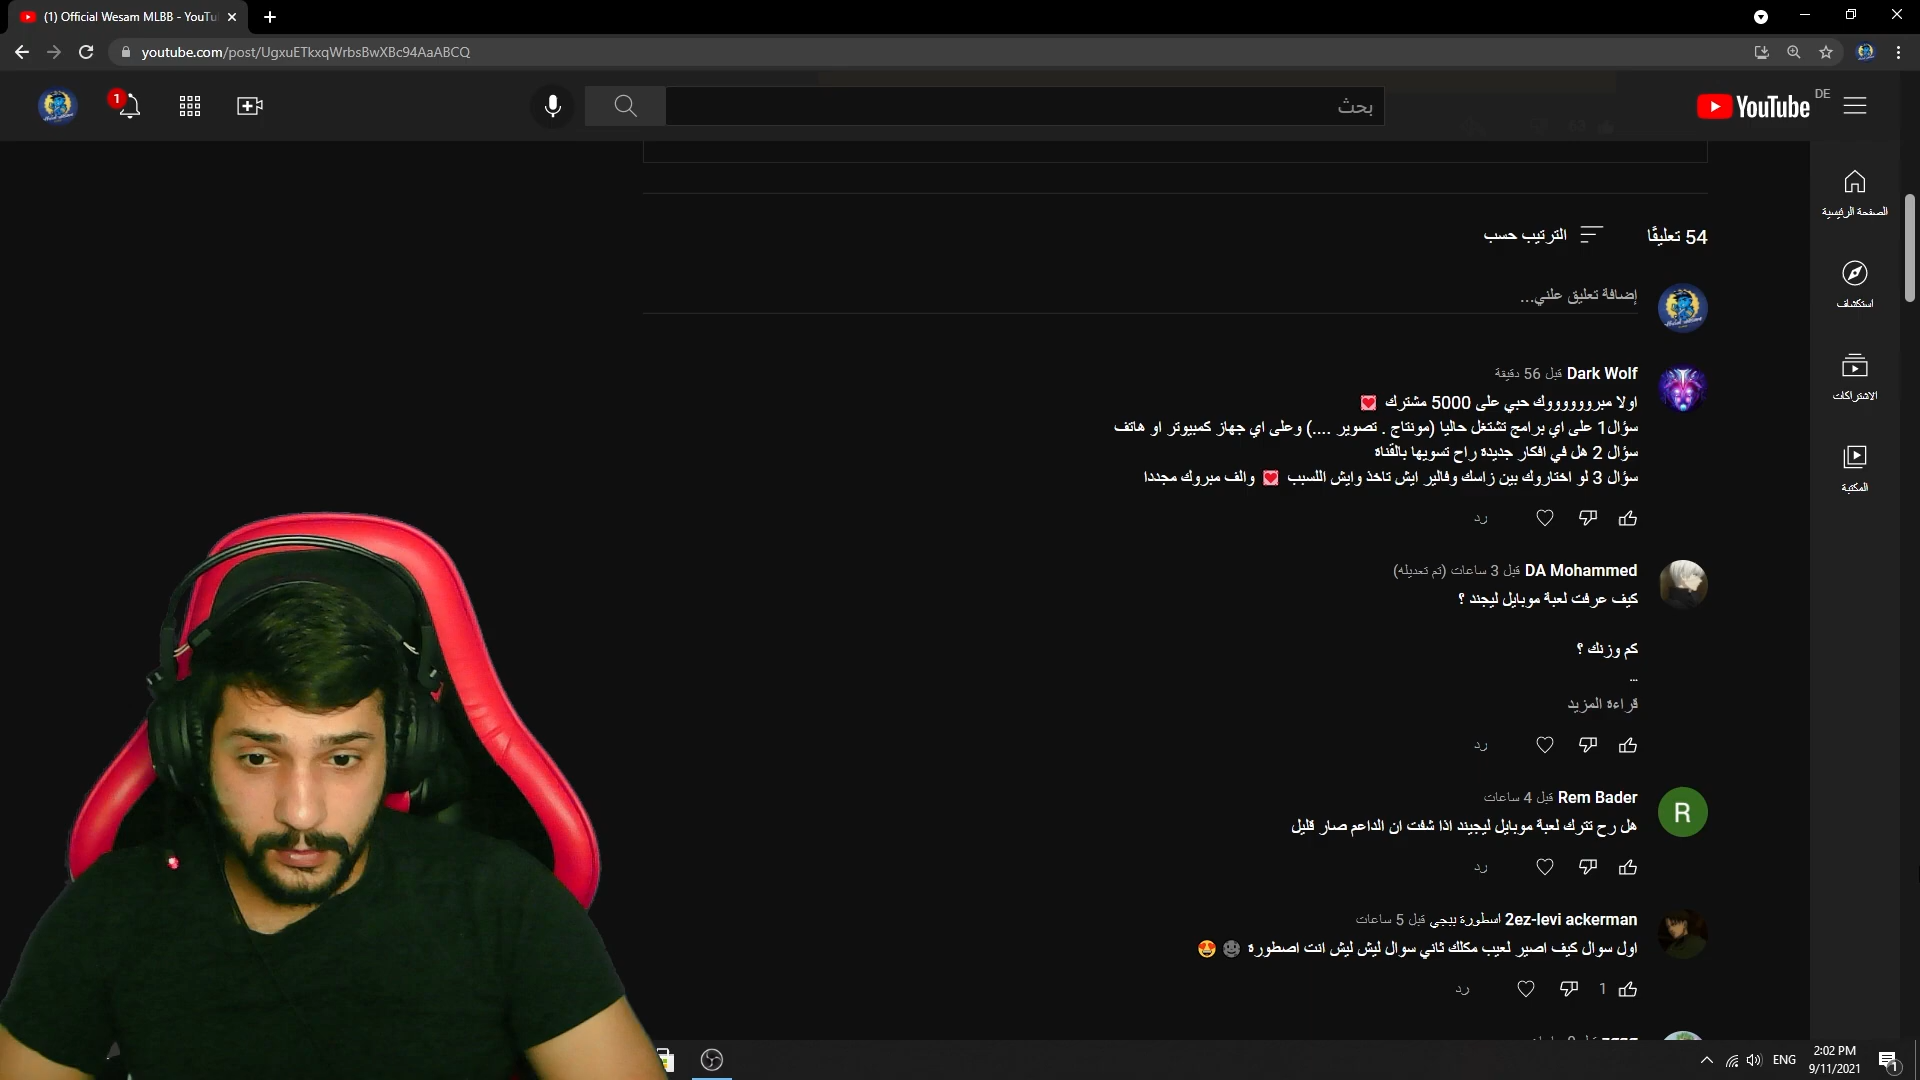 (1) Official Wesam MLBB - YouTu
youtube.com/post/UgxuETkxqWrbsBwXBc94AaABCQ
1
بحث
YouTube DE
الصفحة الرئيسية
استكشاف
الاشتراكات
المكتبة
54 تعليقًا
الترتيب حسب
إضافة تعليق علني...
Dark Wolf قبل 56 دقيقة
اولا مبرووووووك حبي على 5000 مشترك 💟
سؤال1 على اي برامج تشتغل حاليا (مونتاج . تصوير ....) وعلى اي جهاز كمبيوتر او هاتف
سؤال 2 هل في افكار جديدة راح تسويها بالقناة
سؤال 3 لو اختاروك بين زاسك وفالير ايش تاخذ وايش اللسبب 💟 والف مبروك مجددا
رد
DA Mohammed قبل 3 ساعات (تم تعديله)
كيف عرفت لعبة موبايل ليجند ؟
كم وزنك ؟
...
قراءة المزيد
رد
R
Rem Bader قبل 4 ساعات
هل رح تترك لعبة موبايل ليجيند اذا شفت ان الداعم صار قليل
رد
2ez-levi ackerman اسطورة ببجي قبل 5 ساعات
اول سوال كيف اصير لعيب مكلك ثاني سوال ليش ليش انت اصطورة 🌚 😍
1
رد
ENG
2:02 PM
9/11/2021
1